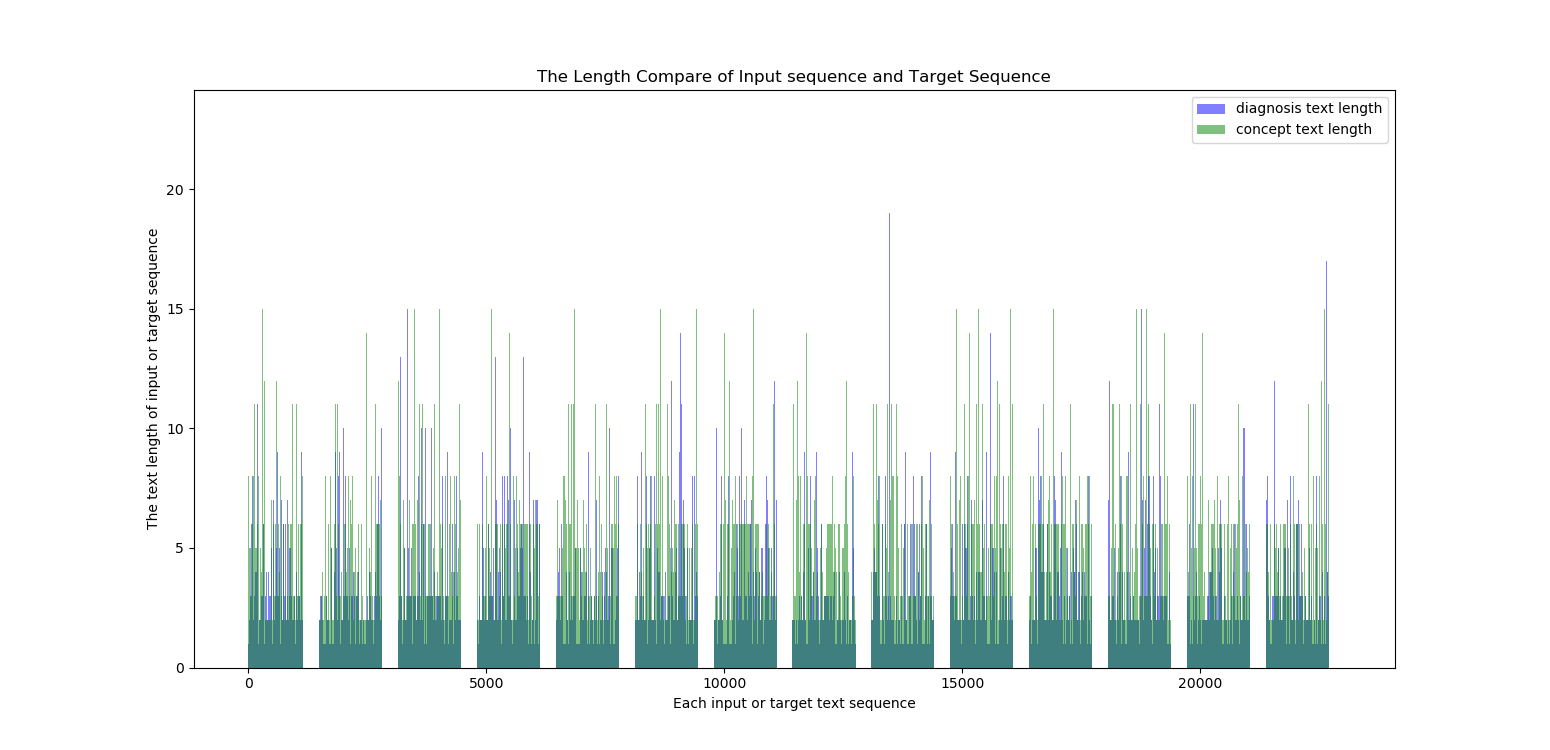 The Length Compare of Input sequence and Target Sequence
diagnosis text length
concept text length
The text length of input or target sequence
20
15
10
5
0
0 5000 10000 15000 20000
Each input or target text sequence